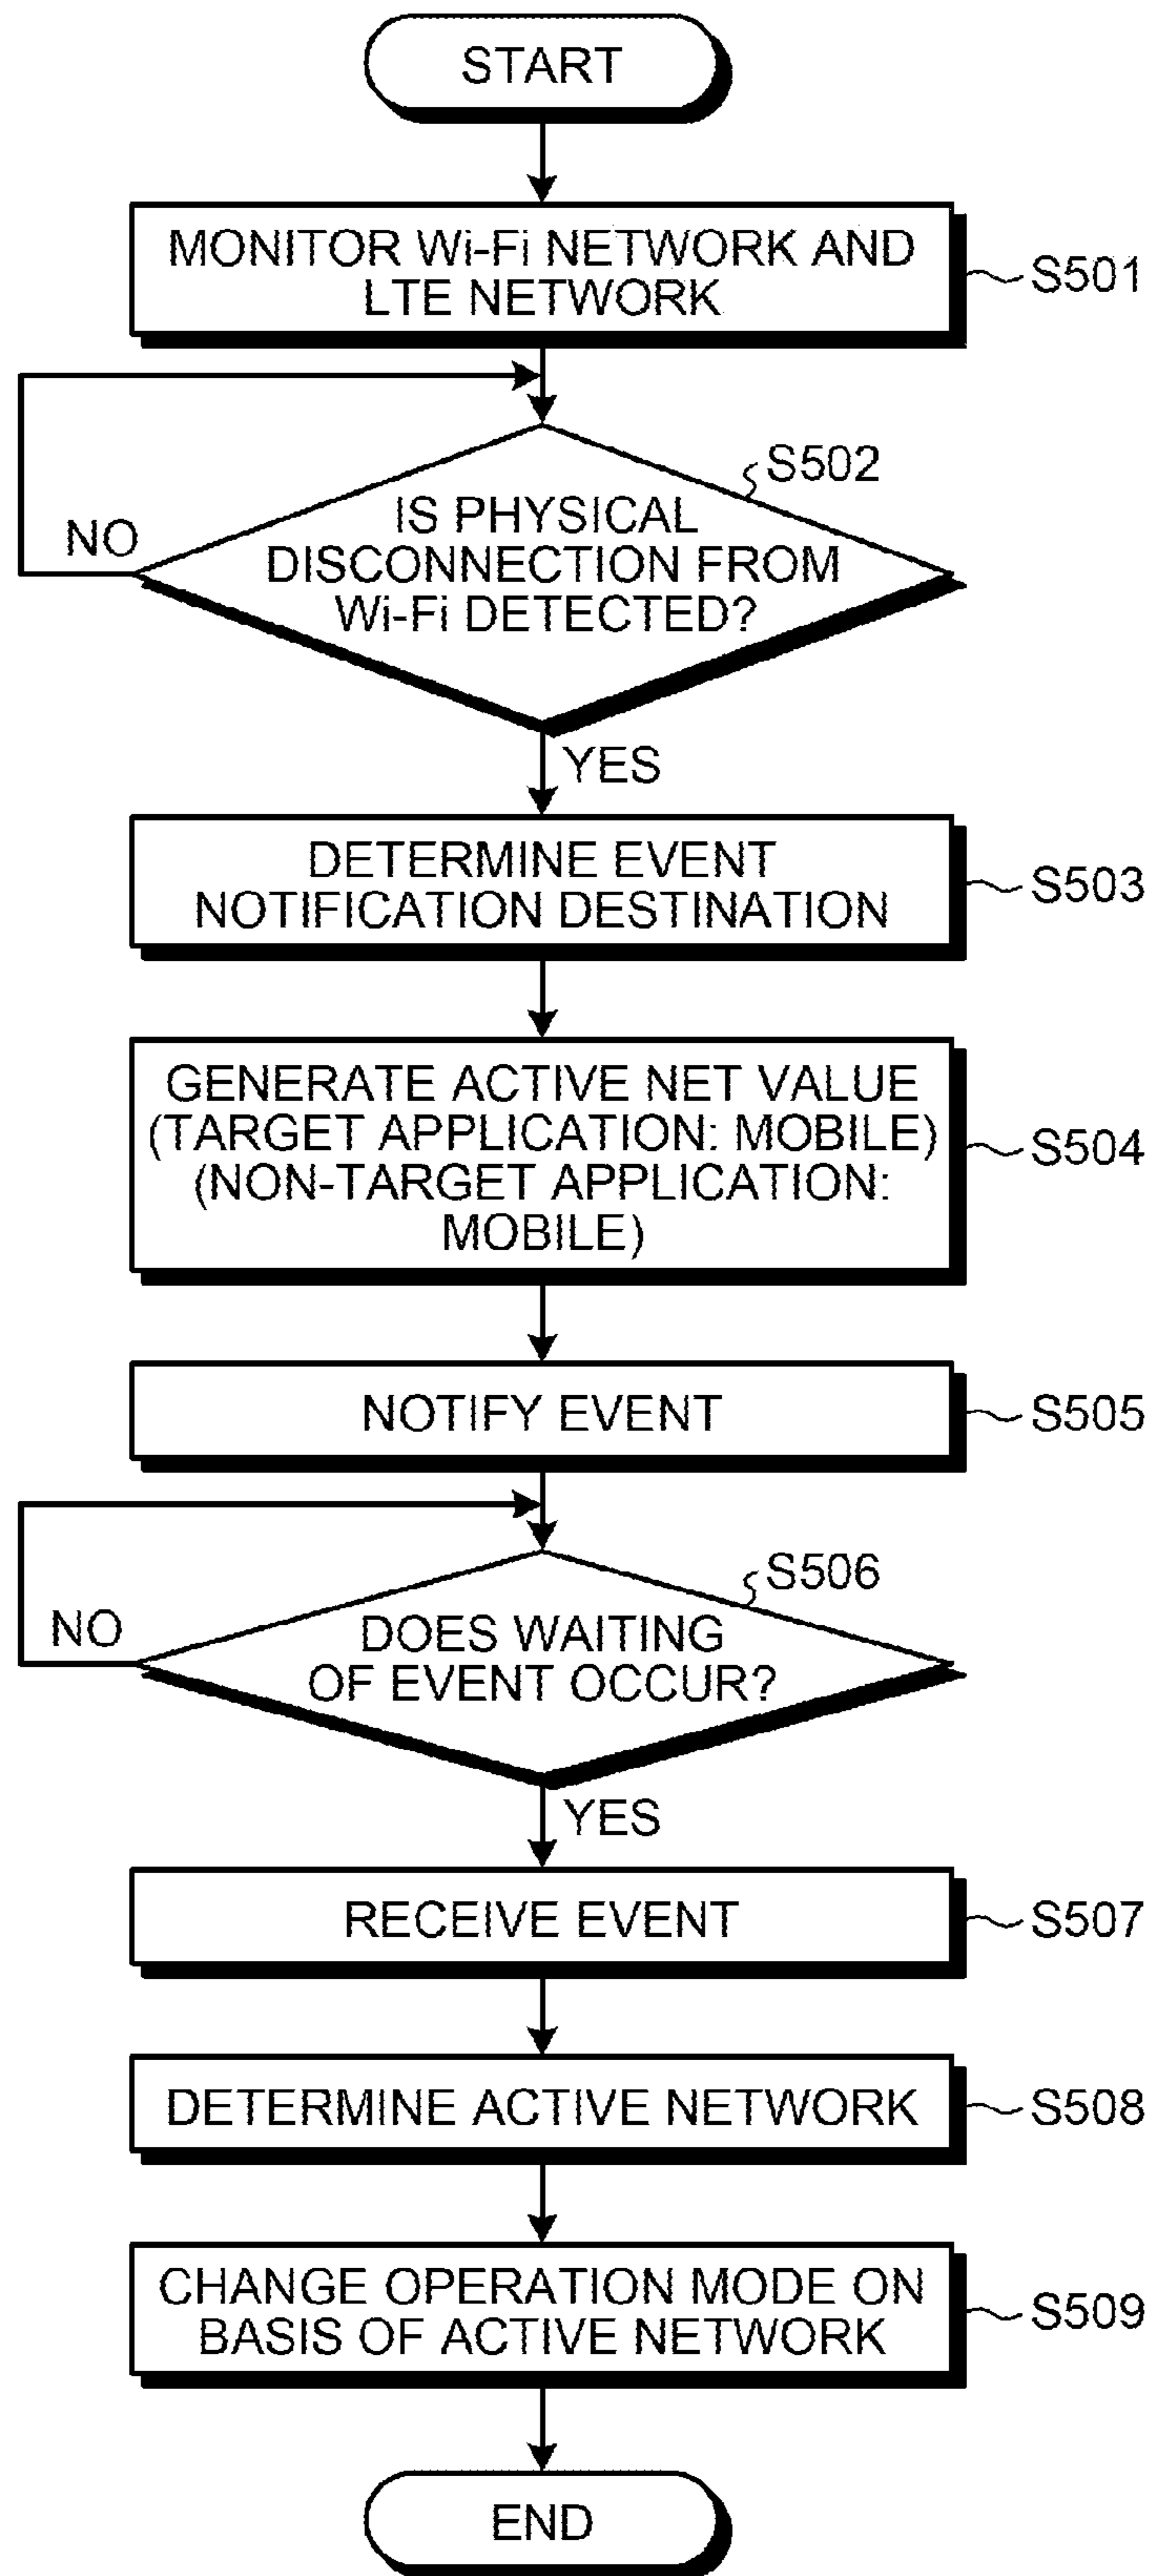 START
MONITOR Wi-Fi NETWORK AND
LTE NETWORK
S501
S502
IS PHYSICAL
DISCONNECTION FROM
Wi-Fi DETECTED?
NO
YES
DETERMINE EVENT
NOTIFICATION DESTINATION
S503
GENERATE ACTIVE NET VALUE
(TARGET APPLICATION: MOBILE)
(NON-TARGET APPLICATION:
MOBILE)
S504
NOTIFY EVENT
S505
S506
DOES WAITING
OF EVENT OCCUR?
NO
YES
RECEIVE EVENT
S507
DETERMINE ACTIVE NETWORK
S508
CHANGE OPERATION MODE ON
BASIS OF ACTIVE NETWORK
S509
END